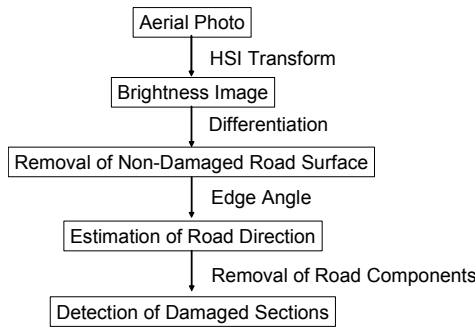 Aerial Photo
HSI Transform
Brightness Image
Differentiation
Removal of Non-Damaged Road Surface
Edge Angle
Estimation of Road Direction
Removal of Road Components
Detection of Damaged Sections